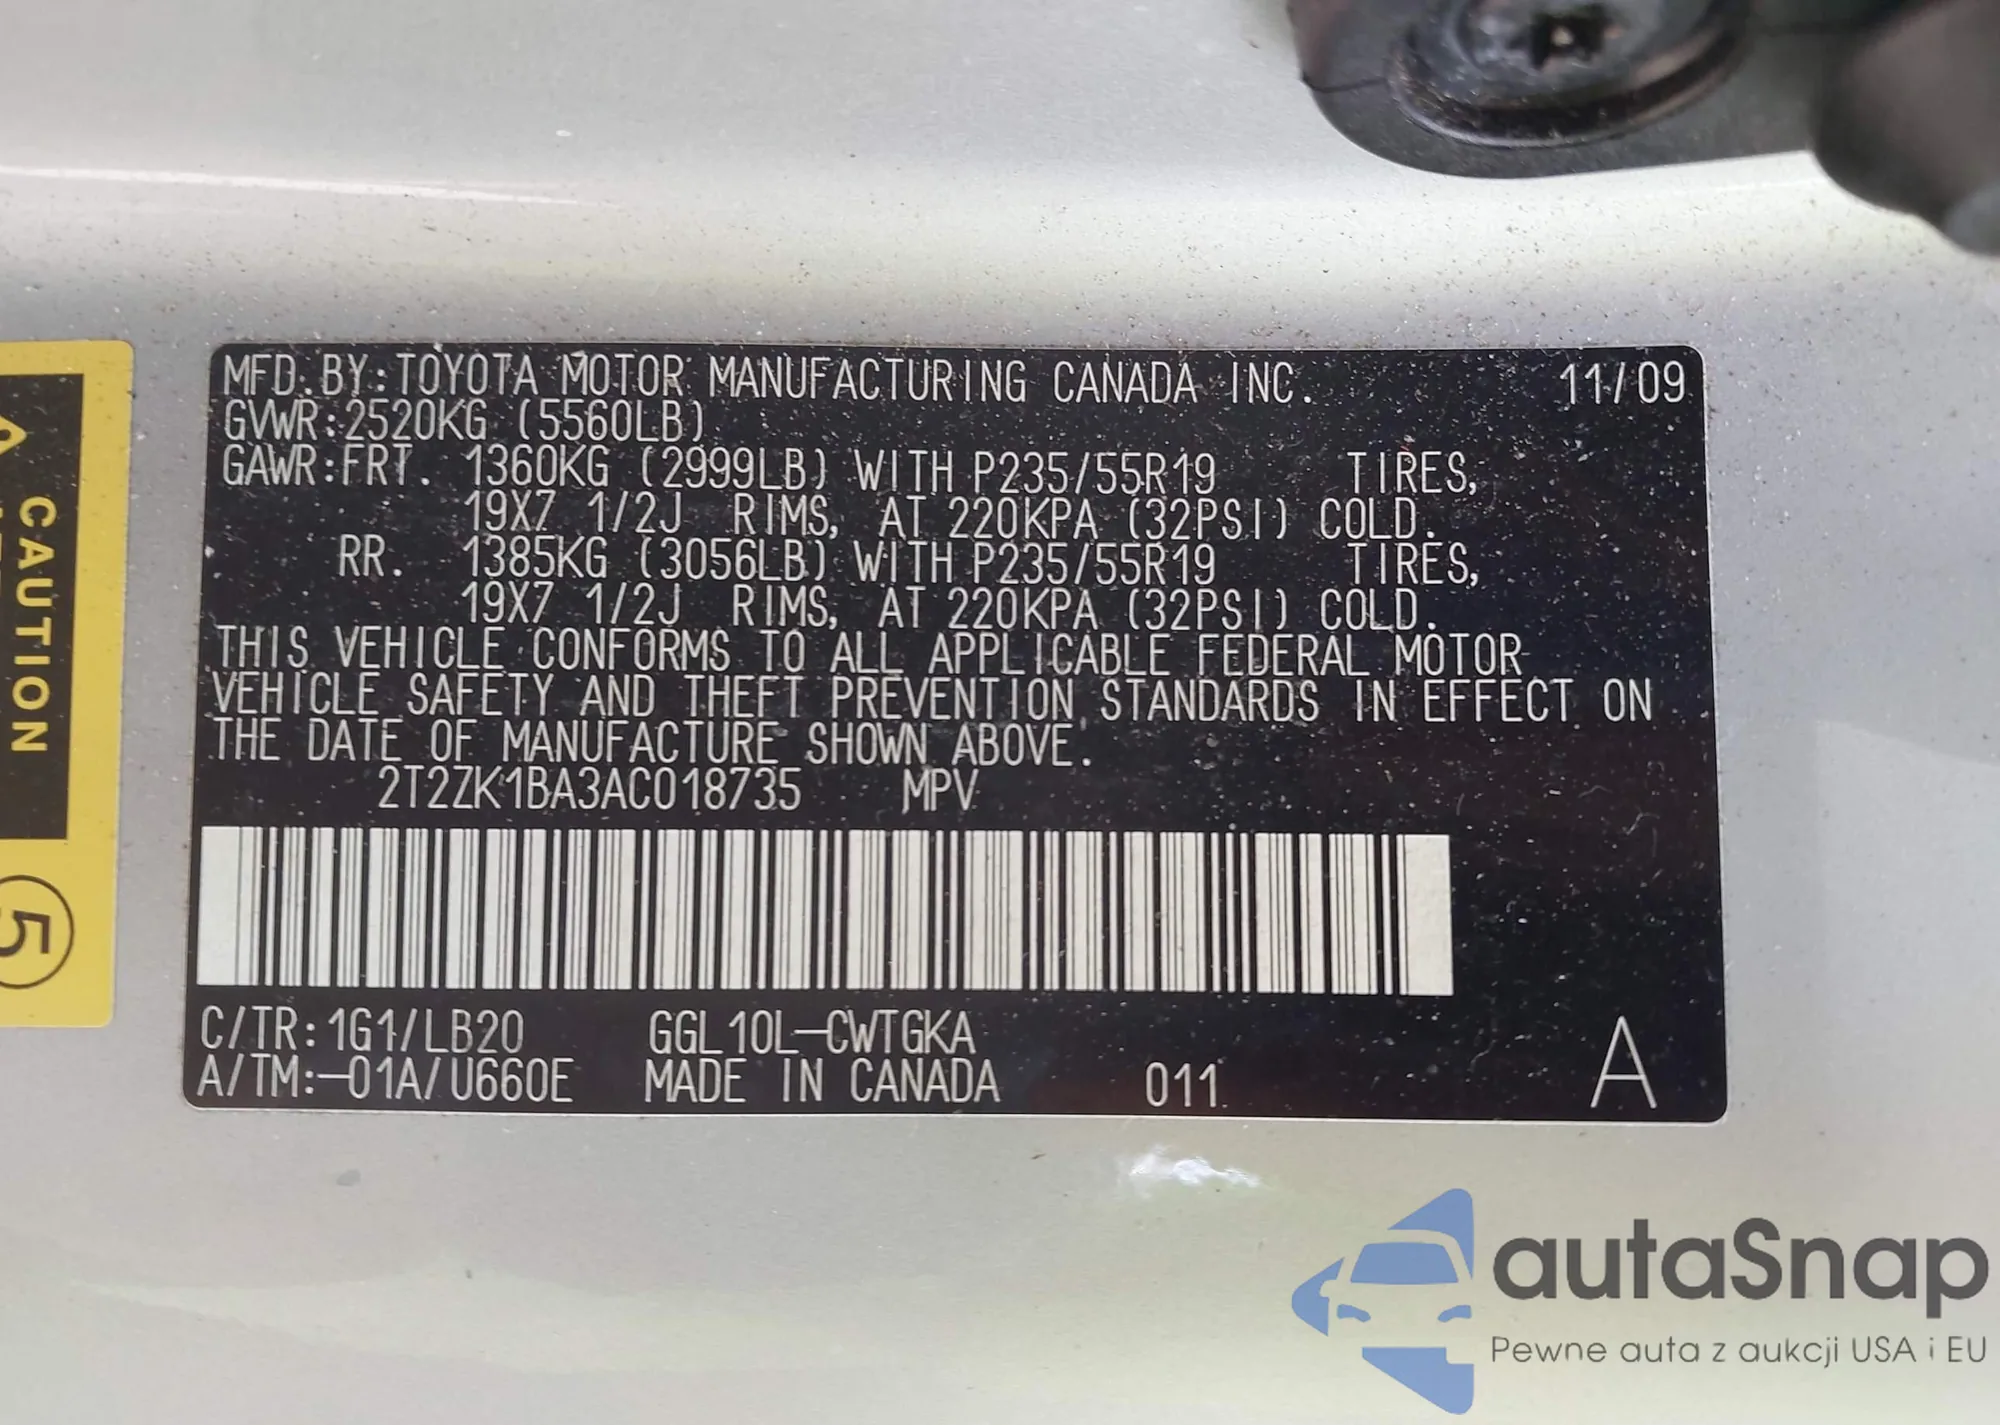 MFD. BY: TOYOTA MOTOR MANUFACTURING CANADA INC. 11/09
GVWR: 2520KG (5560LB)
GAWR: FRT. 1360KG (2999LB) WITH P235/55R19 TIRES,
19X7 1/2J RIMS, AT 220KPA (32PSI) COLD.
RR. 1385KG (3056LB) WITH P235/55R19 TIRES,
19X7 1/2J RIMS, AT 220KPA (32PSI) COLD.
THIS VEHICLE CONFORMS TO ALL APPLICABLE FEDERAL MOTOR
VEHICLE SAFETY AND THEFT PREVENTION STANDARDS IN EFFECT ON
THE DATE OF MANUFACTURE SHOWN ABOVE.
2T2ZK1BA3AC018735 MPV
C/TR: 1G1/LB20 GGL10L-CWTGKA
A/TM:-01A/U660E MADE IN CANADA 011 A
CAUTION
5
autaSnap
Pewne auta z aukcji USA i EU